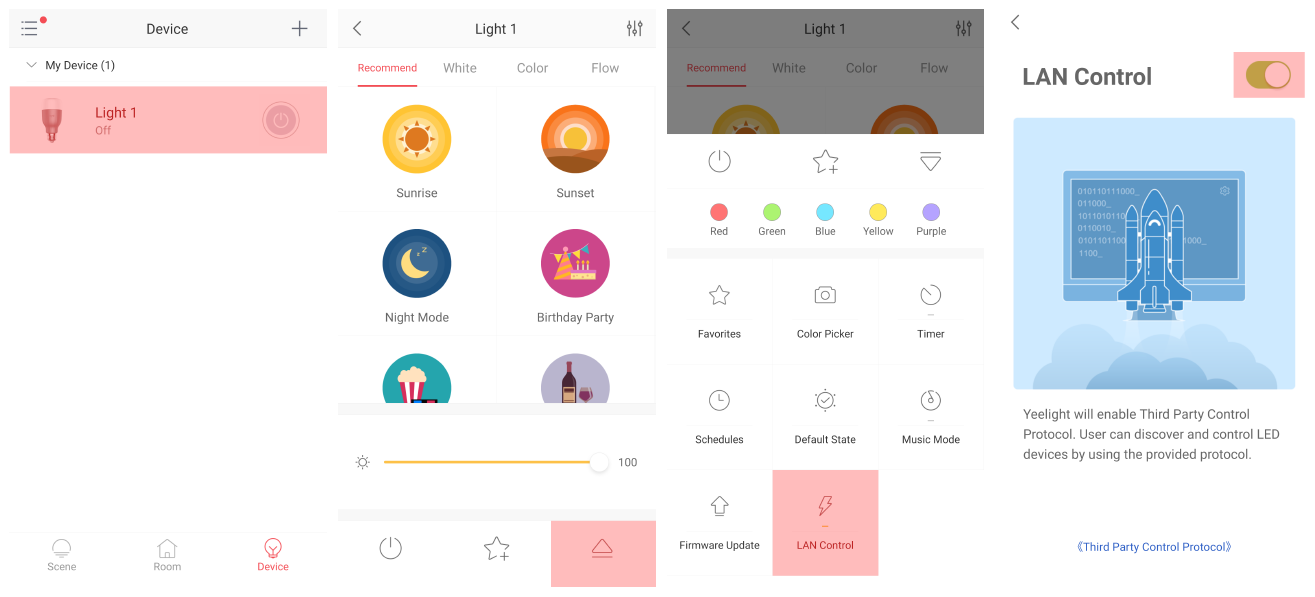 Device
My Device (1)
Light 1
Off
Scene
Room
Device
Light 1
Recommend
White
Color
Flow
Sunrise
Sunset
Night Mode
z z
Birthday Party
100
Light 1
Recommend
White
Color
Flow
Red
Green
Blue
Yellow
Purple
Favorites
Color Picker
Timer
Schedules
Default State
Music Mode
Firmware Update
LAN Control
LAN Control
010110111000_
011000_
1011010110
0110010_
0101101100
1000_
1100_
Yeelight will enable Third Party Control
Protocol. User can discover and control LED
devices by using the provided protocol.
《Third Party Control Protocol》